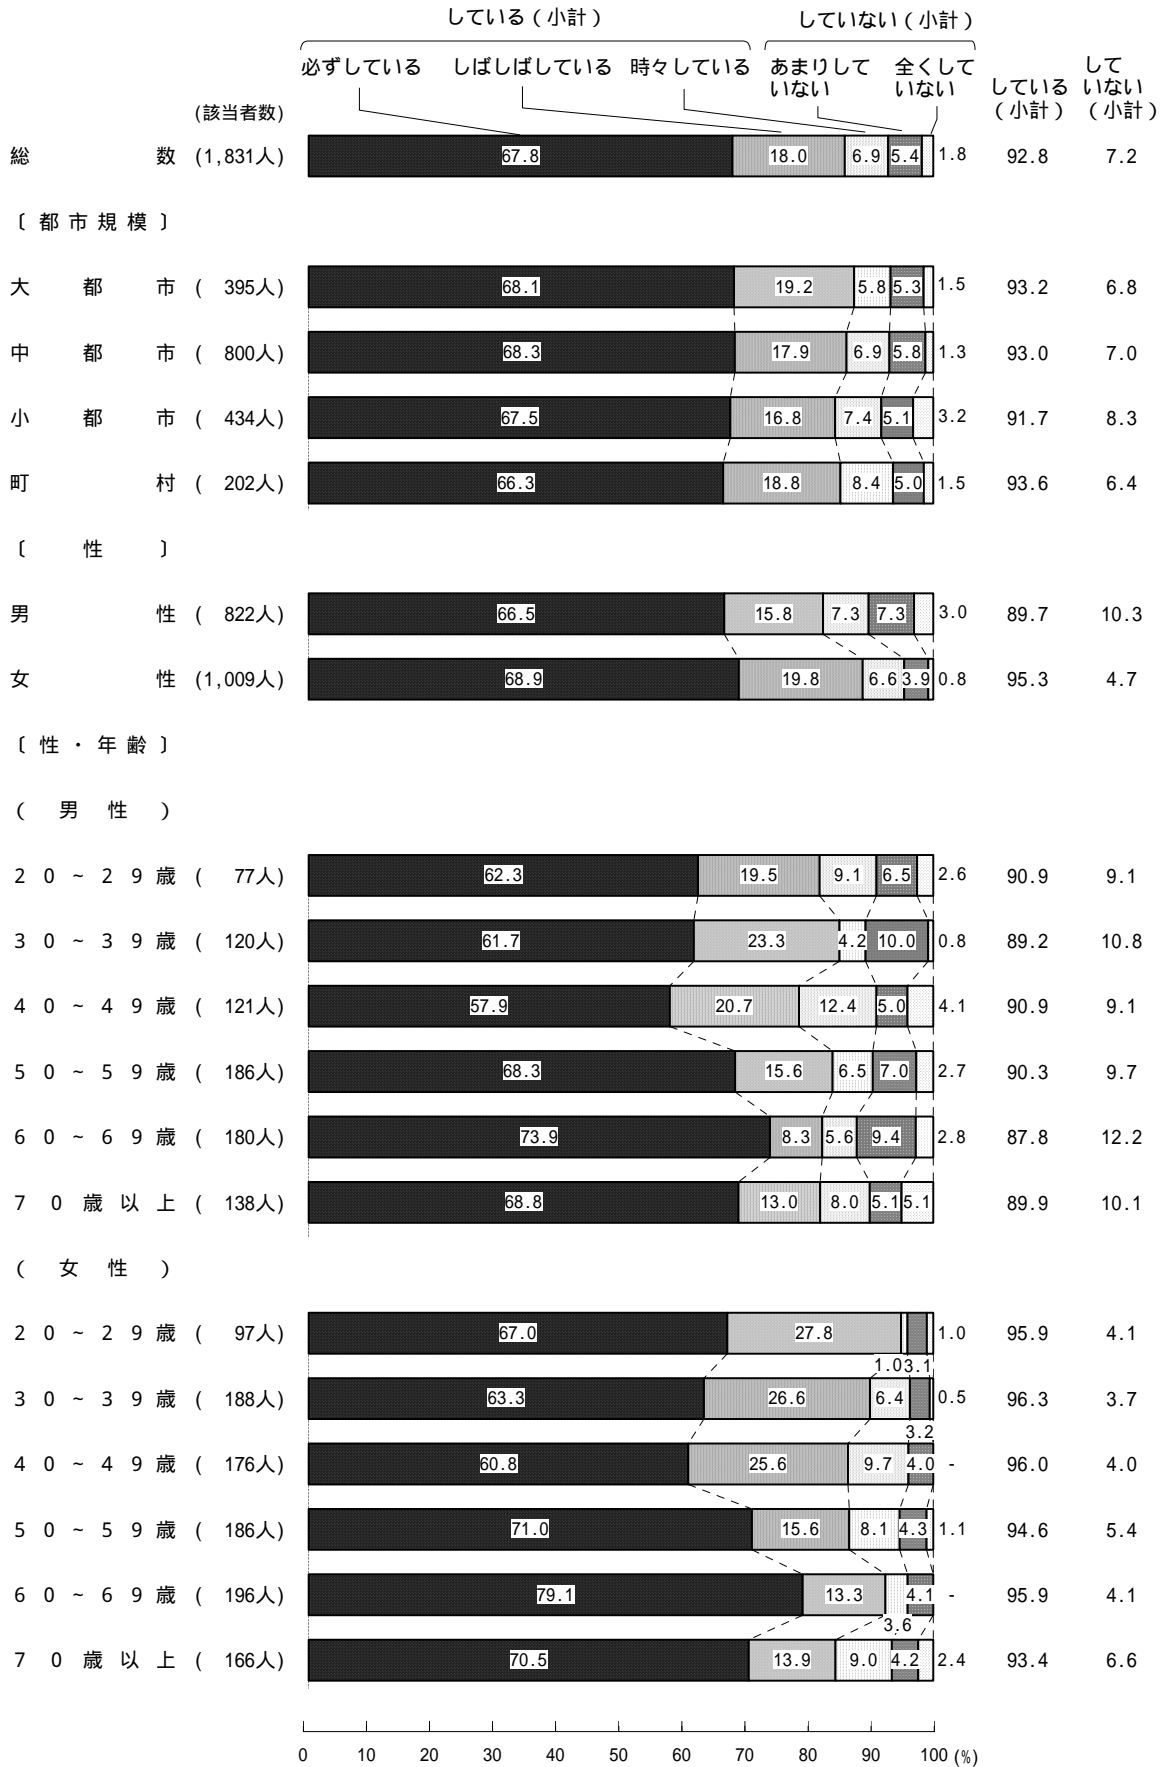 している（小計） していない（小計）
必ずしている しばしばしている 時々している あまりして 全くして して
いない いない している いない
(該当者数) （小計） （小計）
総数 (1,831人) 67.8 18.0 6.9 5.4 1.8 92.8 7.2
〔都市規模〕
大都市 ( 395人) 68.1 19.2 5.8 5.3 1.5 93.2 6.8
中都市 ( 800人) 68.3 17.9 6.9 5.8 1.3 93.0 7.0
小都市 ( 434人) 67.5 16.8 7.4 5.1 3.2 91.7 8.3
町村 ( 202人) 66.3 18.8 8.4 5.0 1.5 93.6 6.4
〔性〕
男性 ( 822人) 66.5 15.8 7.3 7.3 3.0 89.7 10.3
女性 (1,009人) 68.9 19.8 6.6 3.9 0.8 95.3 4.7
〔性・年齢〕
(男性)
20~29歳 ( 77人) 62.3 19.5 9.1 6.5 2.6 90.9 9.1
30~39歳 ( 120人) 61.7 23.3 4.2 10.0 0.8 89.2 10.8
40~49歳 ( 121人) 57.9 20.7 12.4 5.0 4.1 90.9 9.1
50~59歳 ( 186人) 68.3 15.6 6.5 7.0 2.7 90.3 9.7
60~69歳 ( 180人) 73.9 8.3 5.6 9.4 2.8 87.8 12.2
70歳以上 ( 138人) 68.8 13.0 8.0 5.1 5.1 89.9 10.1
(女性)
20~29歳 ( 97人) 67.0 27.8 1.0 95.9 4.1
1.0 3.1
30~39歳 ( 188人) 63.3 26.6 6.4 0.5 96.3 3.7
3.2
40~49歳 ( 176人) 60.8 25.6 9.7 4.0 - 96.0 4.0
50~59歳 ( 186人) 71.0 15.6 8.1 4.3 1.1 94.6 5.4
60~69歳 ( 196人) 79.1 13.3 4.1 - 95.9 4.1
3.6
70歳以上 ( 166人) 70.5 13.9 9.0 4.2 2.4 93.4 6.6
0 10 20 30 40 50 60 70 80 90 100 (%)